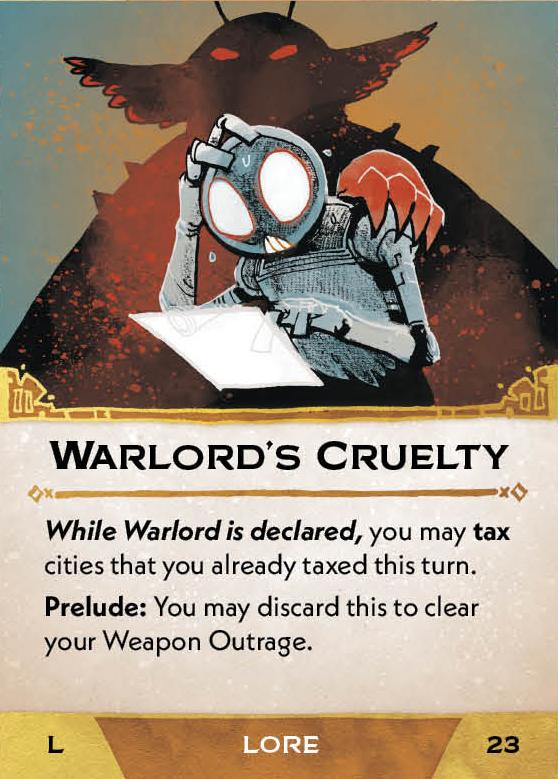 WARLORD'S CRUELTY
While Warlord is declared, you may tax
cities that you already taxed this turn.
Prelude: You may discard this to clear
your Weapon Outrage.
L LORE 23